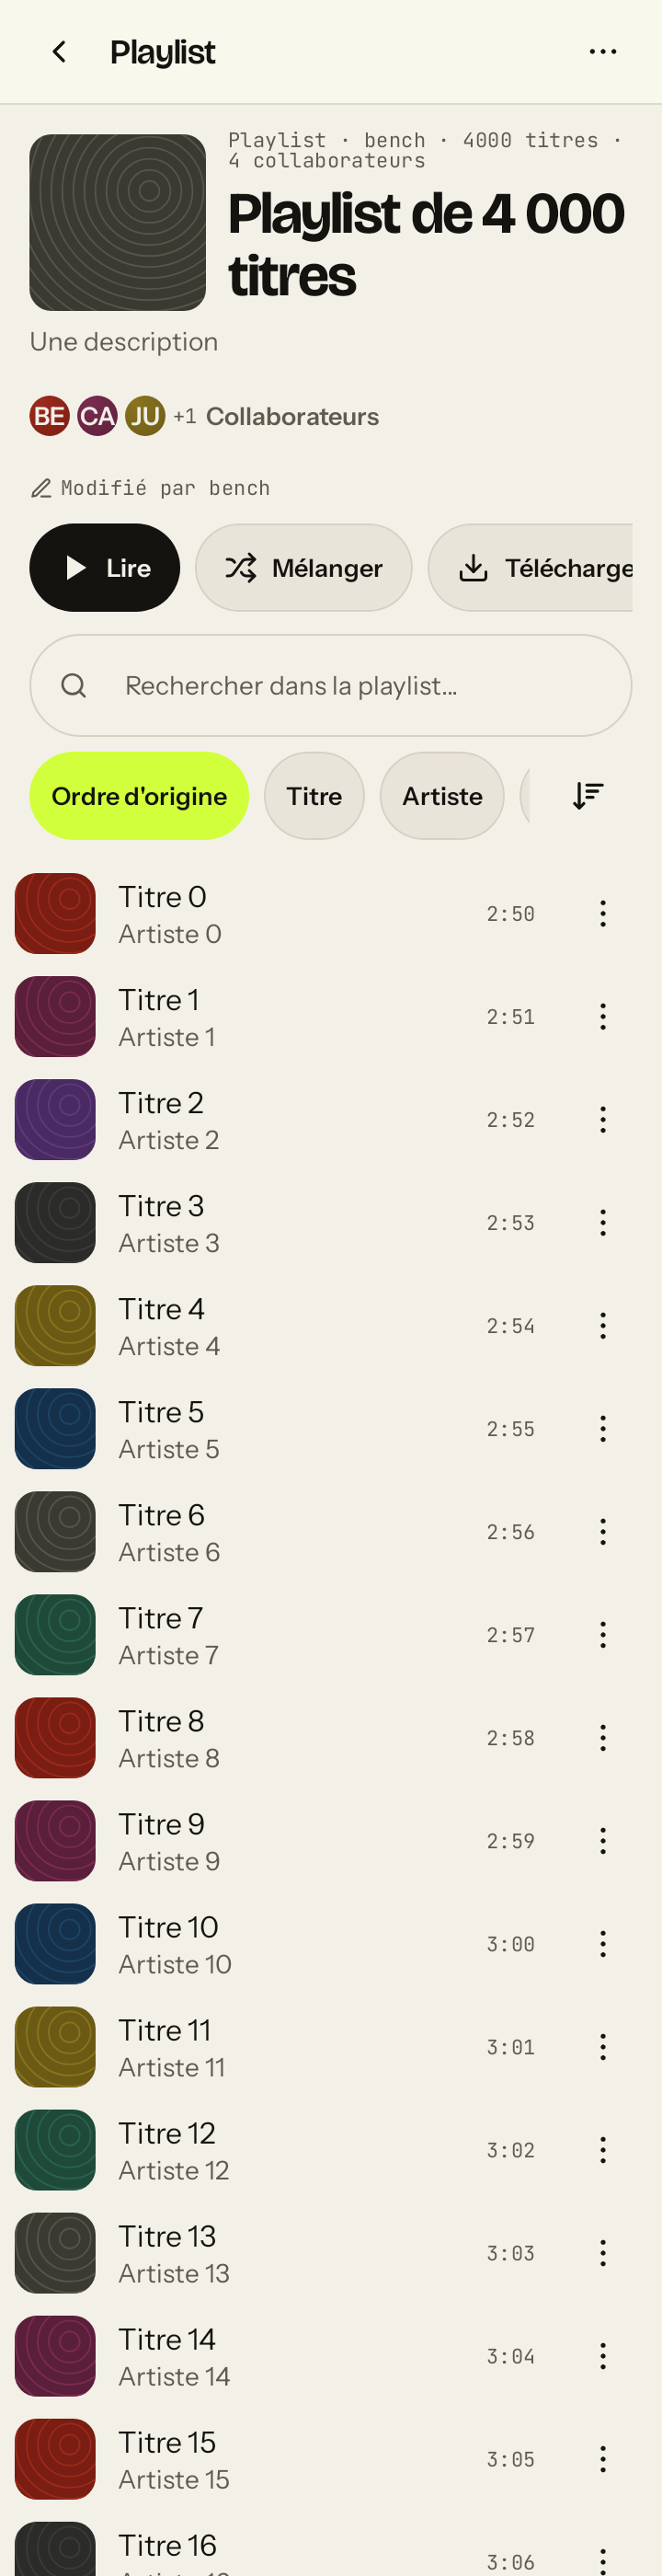 Playlist
Playlist · bench · 4000 titres ·
4 collaborateurs
Playlist de 4 000
titres
Une description
BE CA JU +1 Collaborateurs
Modifié par bench
Lire Mélanger Télécharge
Rechercher dans la playlist...
Ordre d'origine Titre Artiste
Titre 0
Artiste 0
2:50
Titre 1
Artiste 1
2:51
Titre 2
Artiste 2
2:52
Titre 3
Artiste 3
2:53
Titre 4
Artiste 4
2:54
Titre 5
Artiste 5
2:55
Titre 6
Artiste 6
2:56
Titre 7
Artiste 7
2:57
Titre 8
Artiste 8
2:58
Titre 9
Artiste 9
2:59
Titre 10
Artiste 10
3:00
Titre 11
Artiste 11
3:01
Titre 12
Artiste 12
3:02
Titre 13
Artiste 13
3:03
Titre 14
Artiste 14
3:04
Titre 15
Artiste 15
3:05
Titre 16
3:06